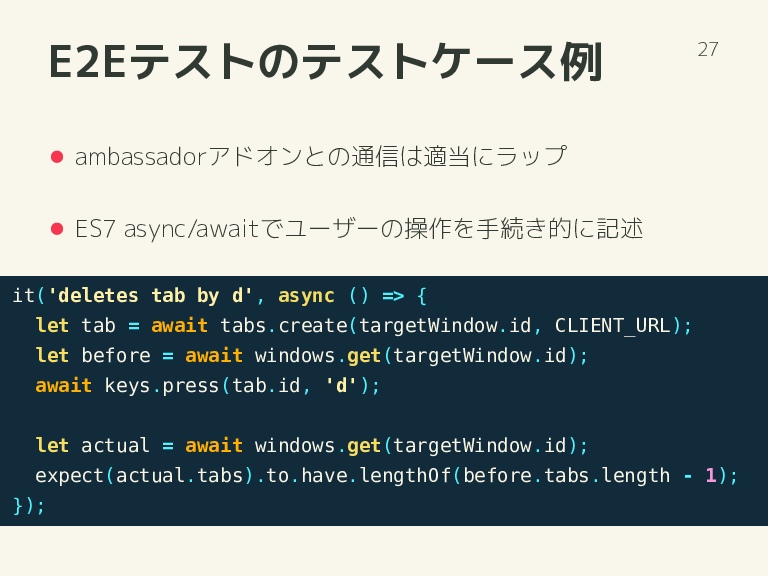 E2Eテストのテストケース例
27
ambassadorアドオンとの通信は適当にラップ
ES7 async/awaitでユーザーの操作を手続き的に記述
it('deletes tab by d', async () => {
  let tab = await tabs.create(targetWindow.id, CLIENT_URL);
  let before = await windows.get(targetWindow.id);
  await keys.press(tab.id, 'd');
  let actual = await windows.get(targetWindow.id);
  expect(actual.tabs).to.have.lengthOf(before.tabs.length - 1);
});